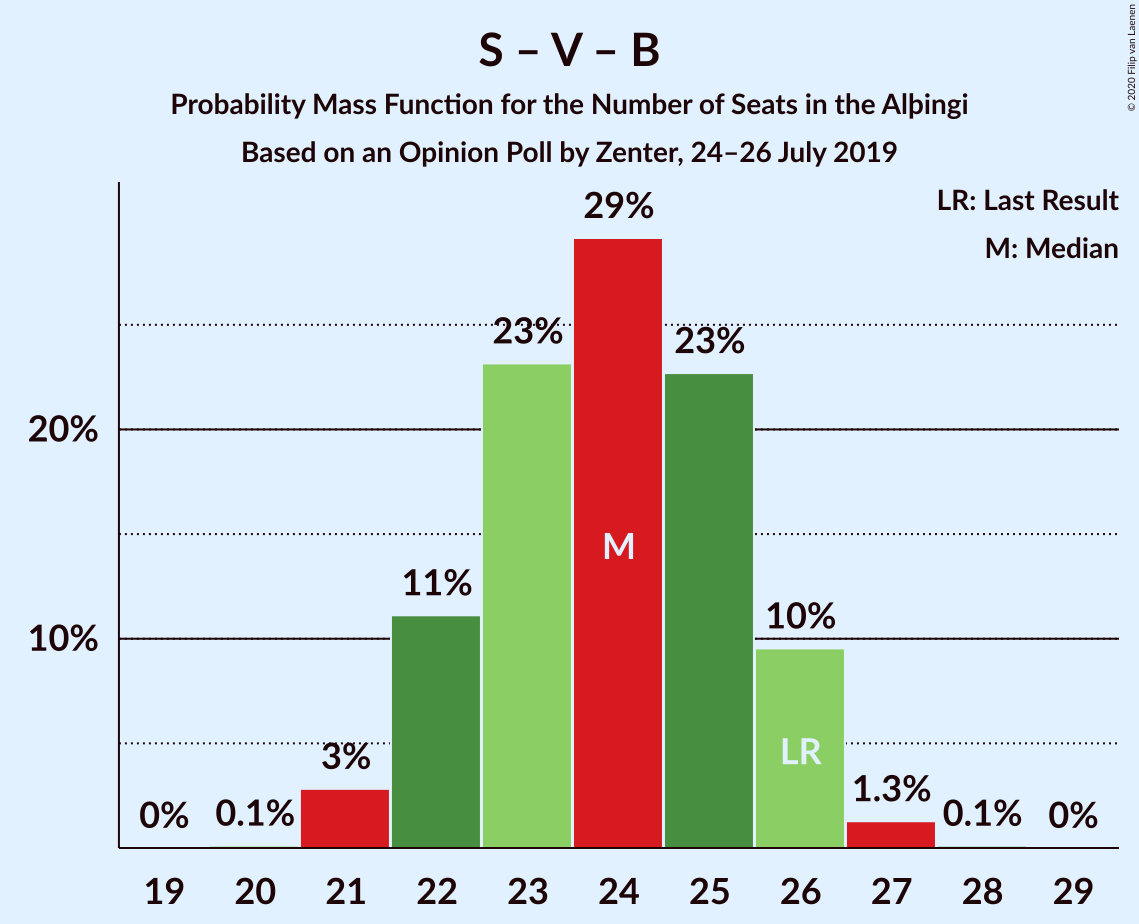 S – V – B
Probability Mass Function for the Number of Seats in the Alþingi
Based on an Opinion Poll by Zenter, 24–26 July 2019
© 2020 Filip van Laenen
LR: Last Result
M: Median
29%
23%
23%
20%
M
11%
10%
10%
3%
LR
1.3%
0%
0.1%
0.1%
0%
19 20 21 22 23 24 25 26 27 28 29